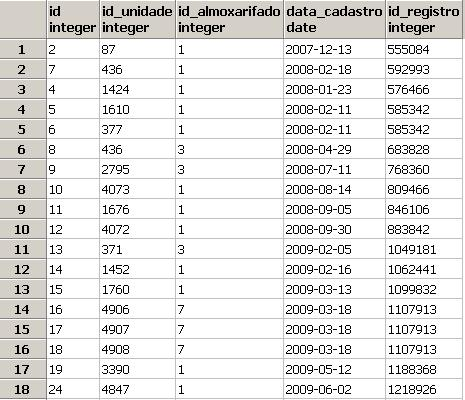 id id_unidade id_almoxarifado data_cadastro id_registro
integer integer integer date integer
1 2 87 1 2007-12-13 555084
2 7 436 1 2008-02-18 592993
3 4 1424 1 2008-01-23 576466
4 5 1610 1 2008-02-11 585342
5 6 377 1 2008-02-11 585342
6 8 436 3 2008-04-29 683828
7 9 2795 3 2008-07-11 768360
8 10 4073 1 2008-08-14 809466
9 11 1676 1 2008-09-05 846106
10 12 4072 1 2008-09-30 883842
11 13 371 3 2009-02-05 1049181
12 14 1452 1 2009-02-16 1062441
13 15 1760 1 2009-03-13 1099832
14 16 4906 7 2009-03-18 1107913
15 17 4907 7 2009-03-18 1107913
16 18 4908 7 2009-03-18 1107913
17 19 3390 1 2009-05-12 1188368
18 24 4847 1 2009-06-02 1218926